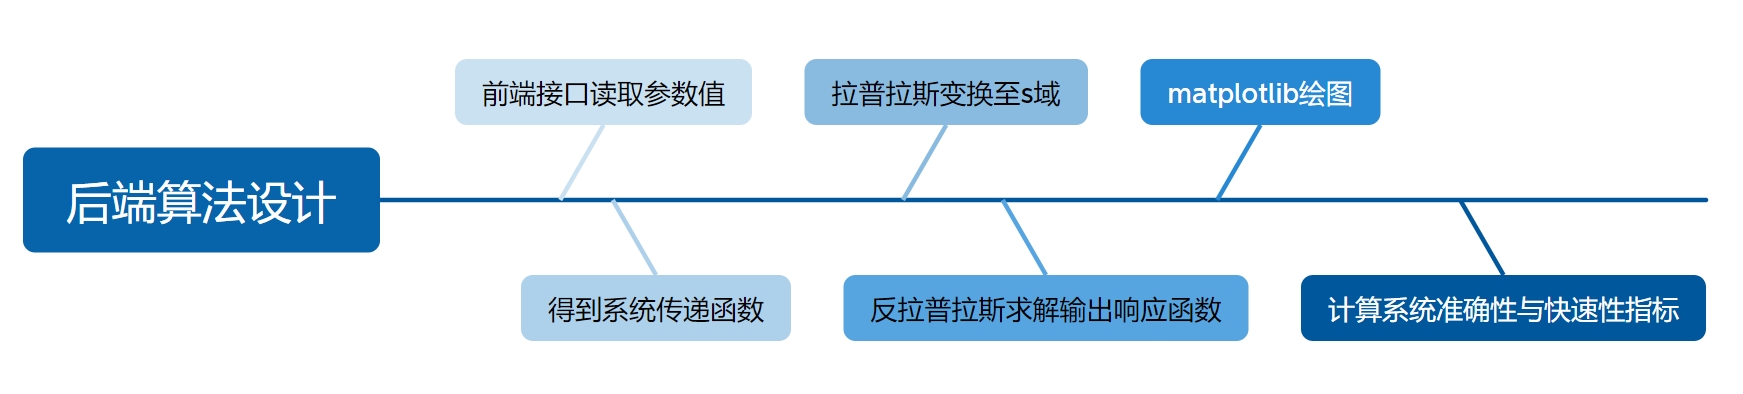 后端算法设计
前端接口读取参数值
得到系统传递函数
拉普拉斯变换至s域
反拉普拉斯求解输出响应函数
matplotlib绘图
计算系统准确性与快速性指标